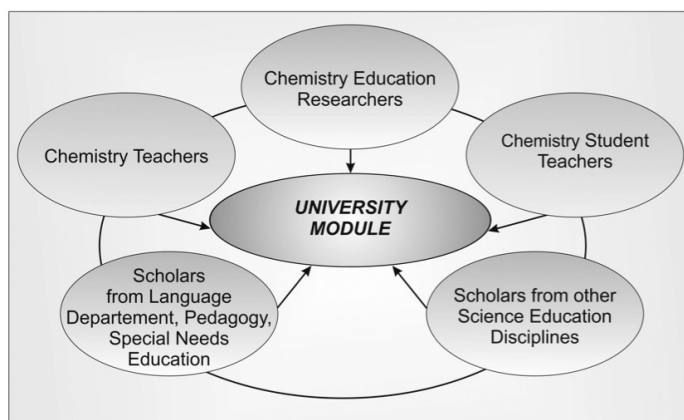 Chemistry Education
Researchers
Chemistry Teachers
Chemistry Student
Teachers
UNIVERSITY
MODULE
Scholars
from Language
Departement, Pedagogy,
Special Needs
Education
Scholars from other
Science Education
Disciplines